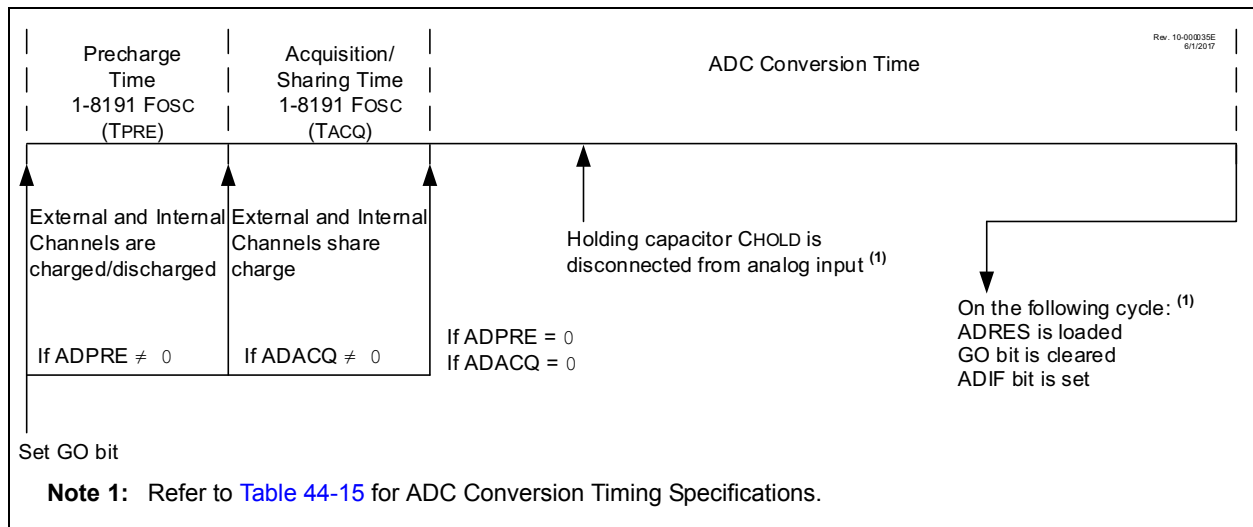 Rev. 10-000035E
6/1/2017
Precharge
Time
1-8191 FOSC
(TPRE)
Acquisition/
Sharing Time
1-8191 FOSC
(TACQ)
ADC Conversion Time
External and Internal
Channels are
charged/discharged
External and Internal
Channels share
charge
Holding capacitor CHOLD is
disconnected from analog input (1)
On the following cycle: (1)
ADRES is loaded
GO bit is cleared
ADIF bit is set
If ADPRE ≠ 0
If ADACQ ≠ 0
If ADPRE = 0
If ADACQ = 0
Set GO bit
Note 1: Refer to Table 44-15 for ADC Conversion Timing Specifications.